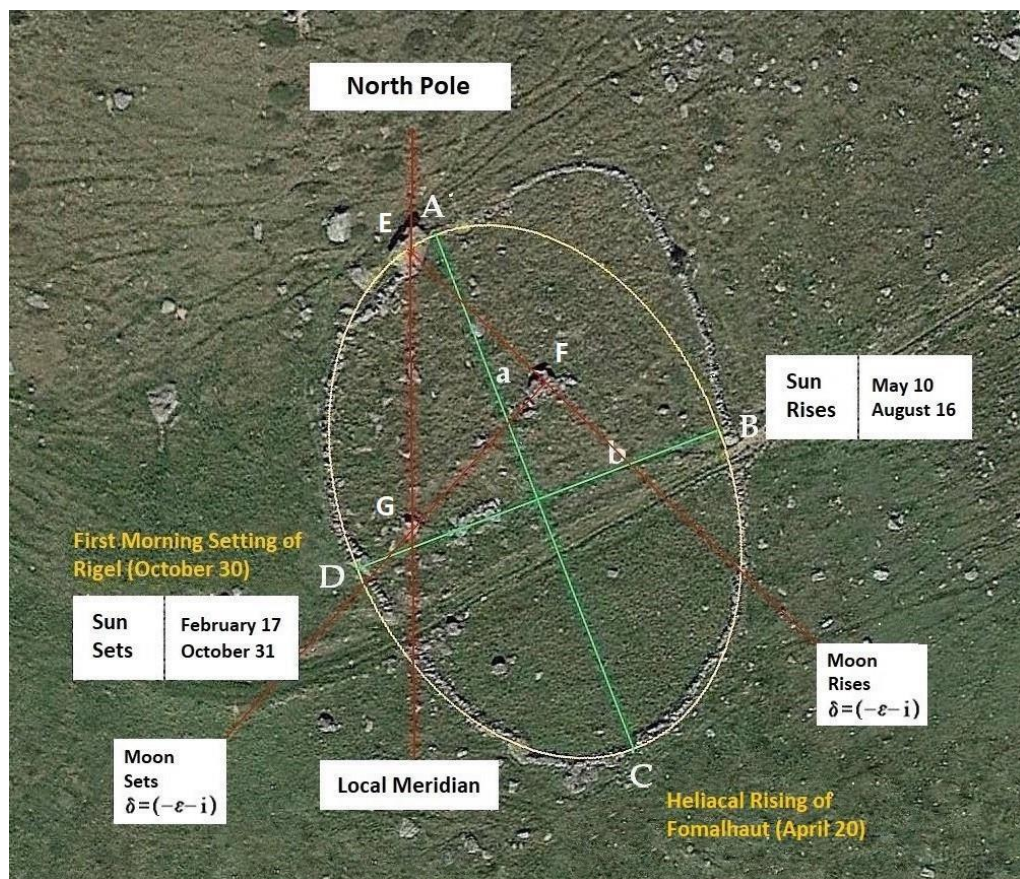 North Pole
A
E
F
a
B
Sun
Rises
May 10
August 16
b
G
First Morning Setting of
Rigel (October 30)
D
Sun
Sets
February 17
October 31
Moon
Rises
δ=(-ε-i)
Moon
Sets
δ=(-ε-i)
Local Meridian
C
Heliacal Rising of
Fomalhaut (April 20)